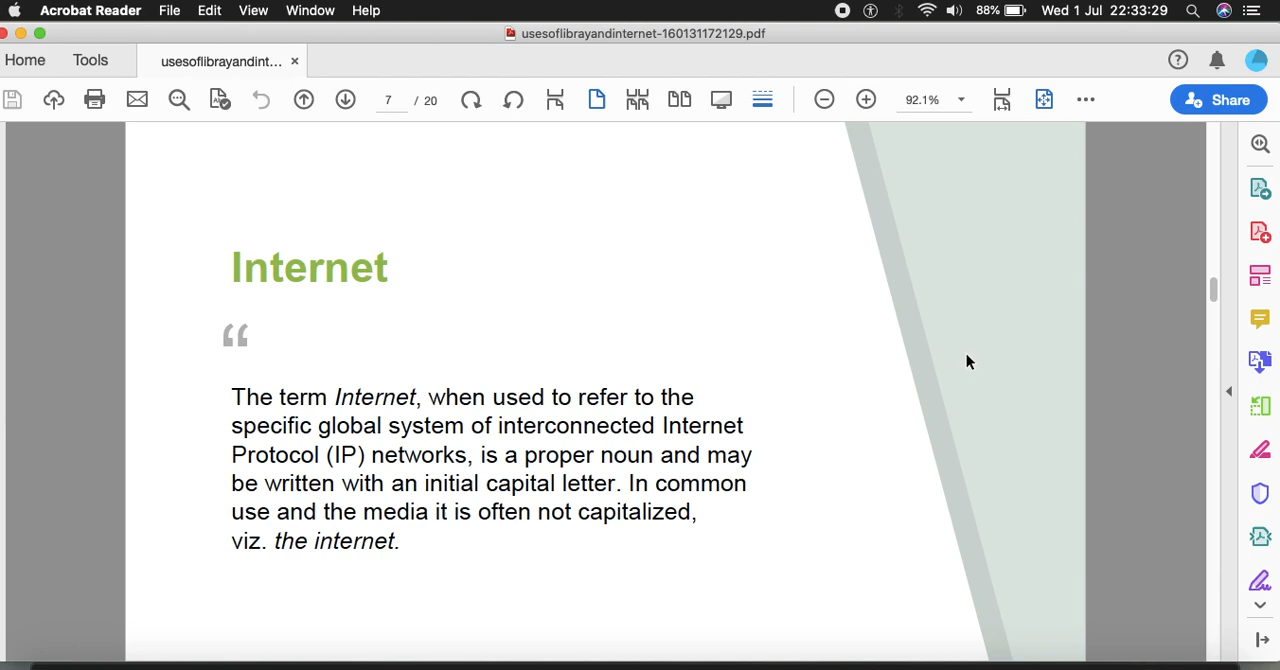 Acrobat Reader File Edit View Window Help 88% Wed 1 Jul 22:33:29
usesoflibrayandinternet-160131172129.pdf
Home Tools usesoflibrayandint... ×
7 / 20 92.1% Share
Internet
“
The term Internet, when used to refer to the
specific global system of interconnected Internet
Protocol (IP) networks, is a proper noun and may
be written with an initial capital letter. In common
use and the media it is often not capitalized,
viz. the internet.